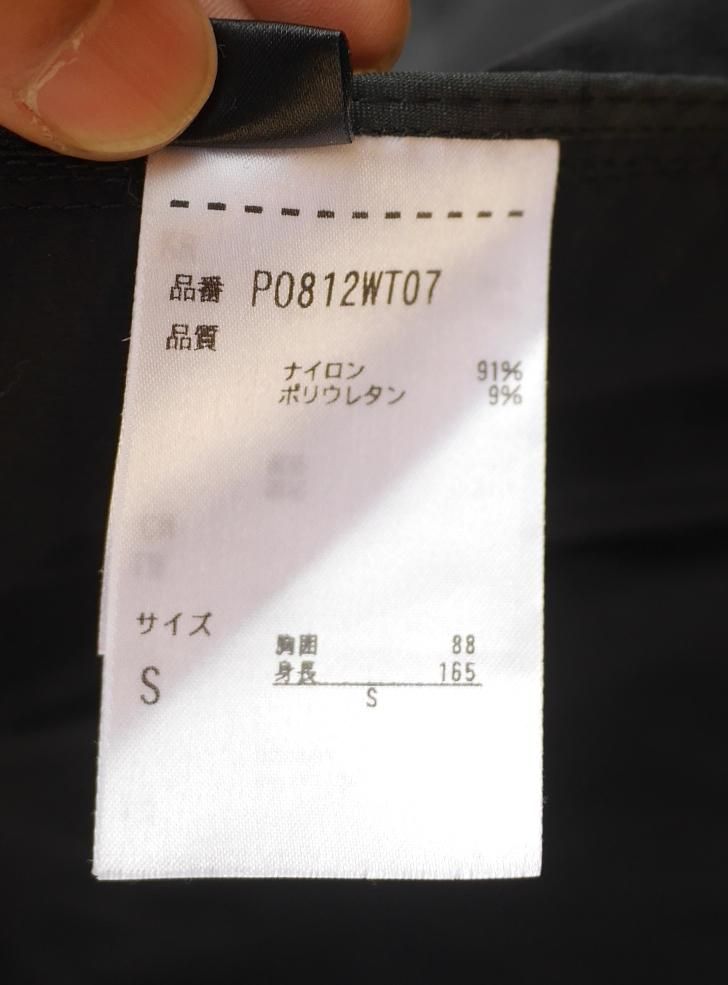 品番 P0812WT07
品質
ナイロン 91%
ポリウレタン 9%
サイズ
S
胸囲 88
身長 165
S